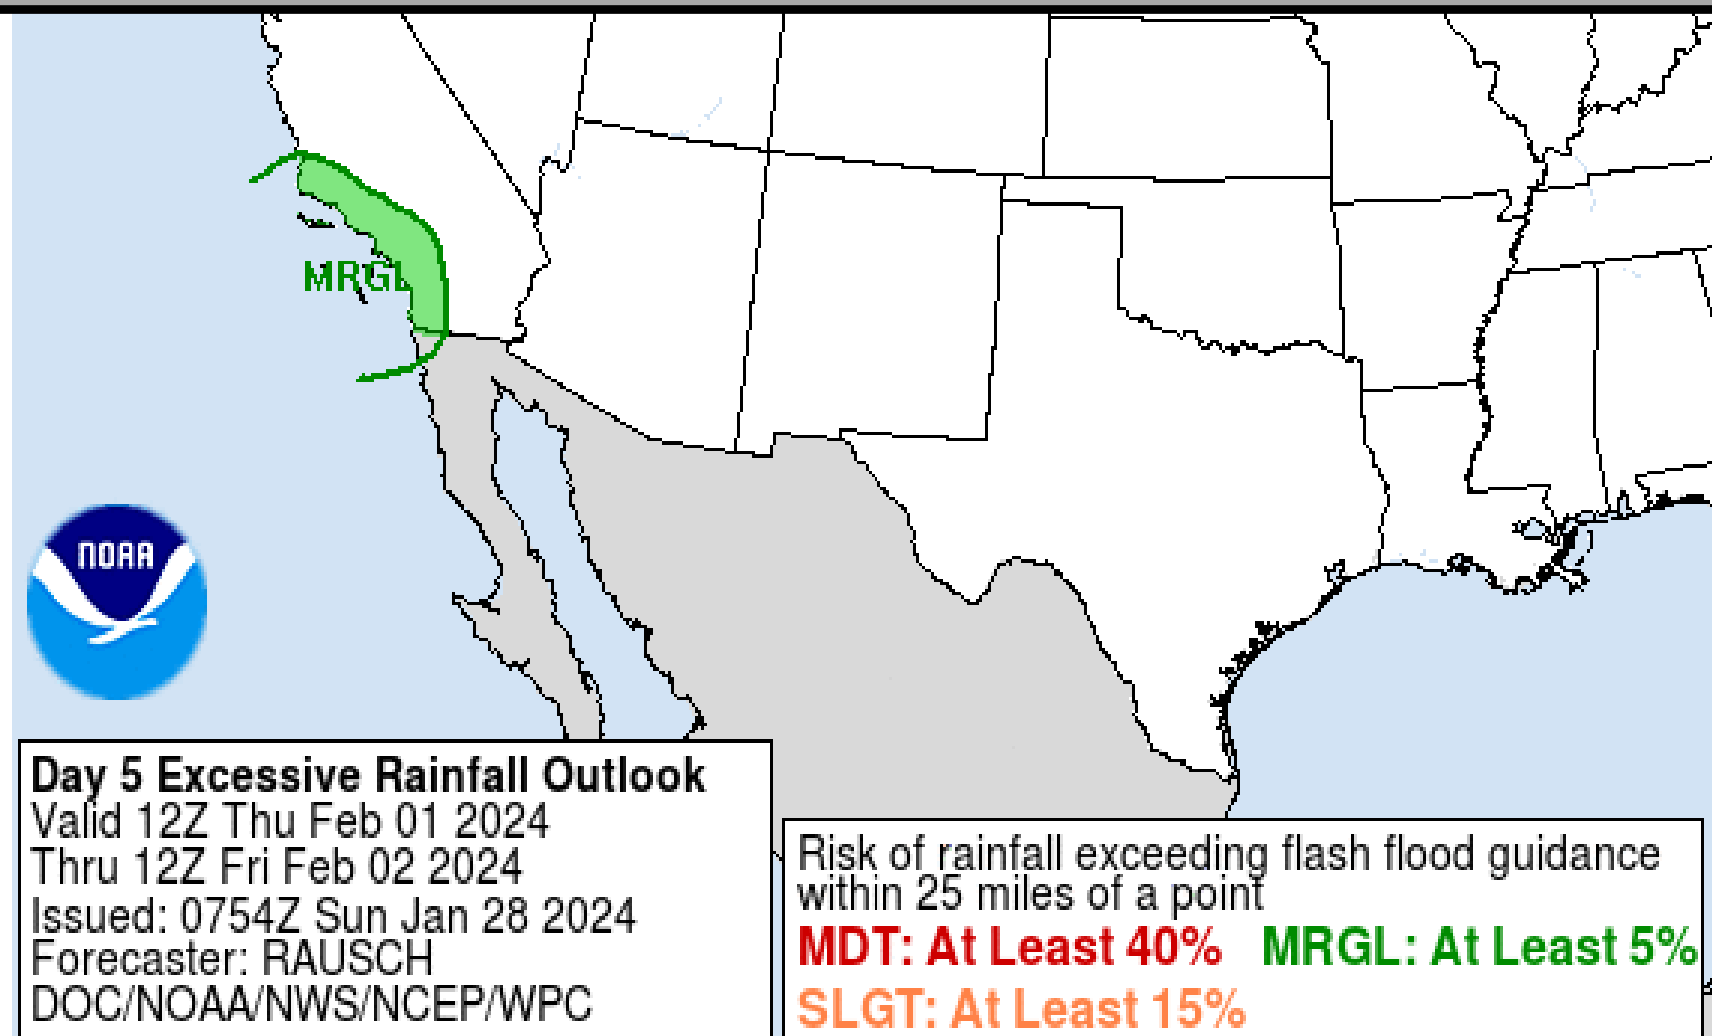 MRGL
NOAA
Day 5 Excessive Rainfall Outlook
Valid 12Z Thu Feb 01 2024
Thru 12Z Fri Feb 02 2024
Issued: 0754Z Sun Jan 28 2024
Forecaster: RAUSCH
DOC/NOAA/NWS/NCEP/WPC
Risk of rainfall exceeding flash flood guidance
within 25 miles of a point
MDT: At Least 40% MRGL: At Least 5%
SLGT: At Least 15%